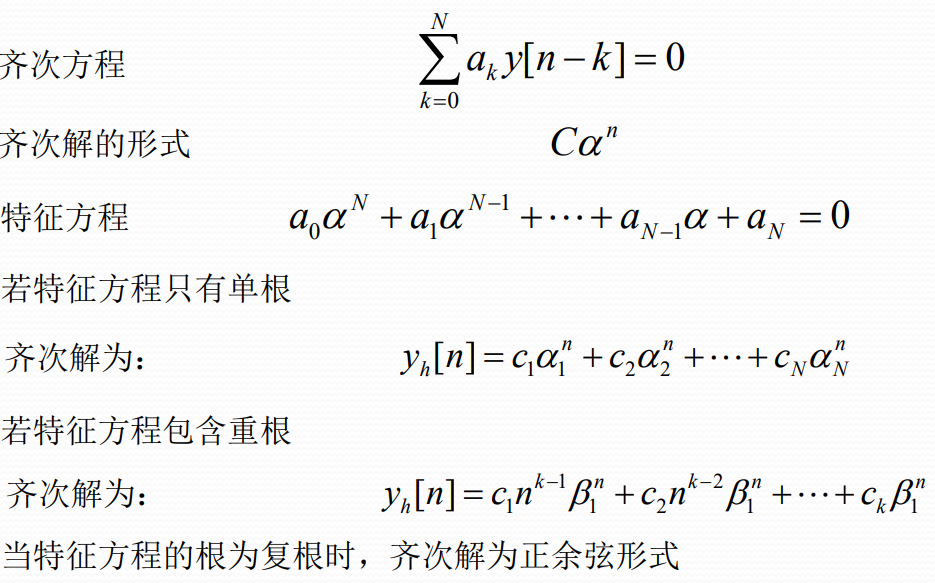 齐次方程 $\sum_{k=0}^{N} a_k y[n-k] = 0$
齐次解的形式 $C\alpha^n$
特征方程 $a_0\alpha^N + a_1\alpha^{N-1} + \cdots + a_{N-1}\alpha + a_N = 0$
若特征方程只有单根
齐次解为: $y_h[n] = c_1\alpha_1^n + c_2\alpha_2^n + \cdots + c_N\alpha_N^n$
若特征方程包含重根
齐次解为: $y_h[n] = c_1 n^{k-1}\beta_1^n + c_2 n^{k-2}\beta_1^n + \cdots + c_k\beta_1^n$
当特征方程的根为复根时，齐次解为正余弦形式